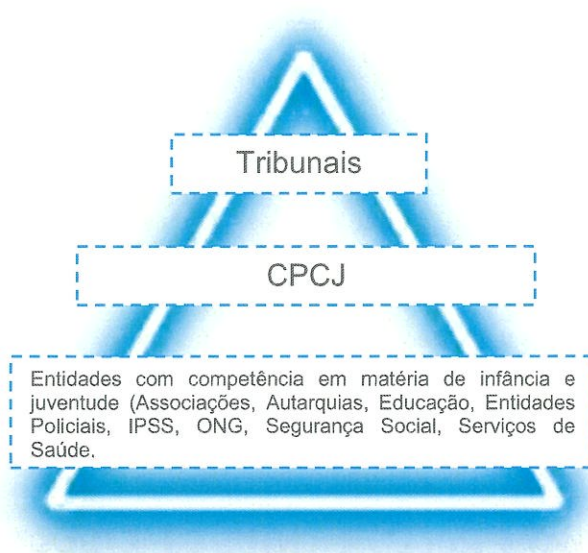 Tribunais
CPCJ
Entidades com competência em matéria de infância e
juventude (Associações, Autarquias, Educação, Entidades
Policiais, IPSS, ONG, Segurança Social, Serviços de
Saúde.